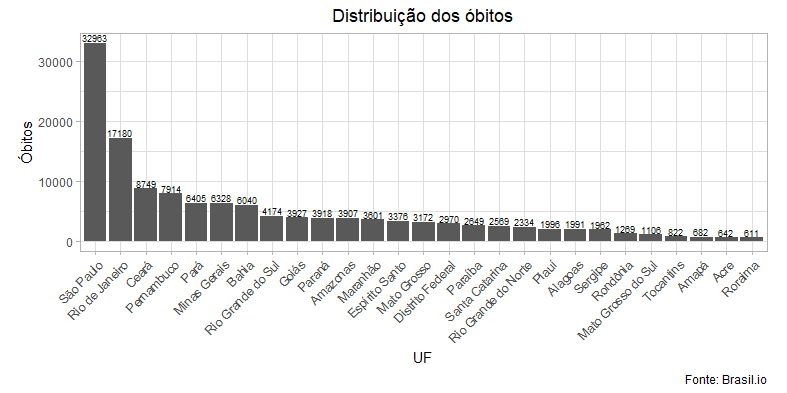 Distribuição dos óbitos
Óbitos
30000
20000
10000
0
32963
17180
8749
7914
6405
6328
6040
4174
3927
3918
3907
3601
3376
3172
2970
2649
2569
2334
1996
1991
1962
1269
1106
822
682
642
611
São Paulo
Rio de Janeiro
Ceará
Pernambuco
Pará
Minas Gerais
Bahia
Rio Grande do Sul
Goiás
Paraná
Amazonas
Maranhão
Espírito Santo
Mato Grosso
Distrito Federal
Paraíba
Santa Catarina
Rio Grande do Norte
Piauí
Alagoas
Sergipe
Rondônia
Mato Grosso do Sul
Tocantins
Amapá
Acre
Roraima
UF
Fonte: Brasil.io